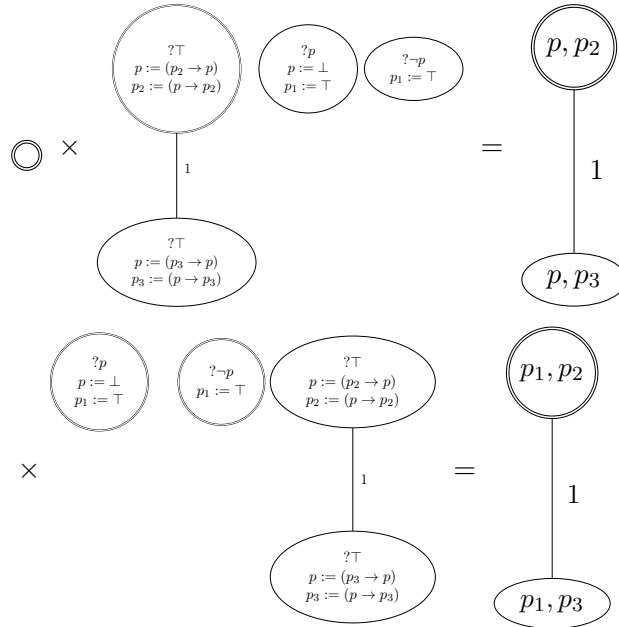 ?⊤
p := (p₂ → p)
p₂ := (p → p₂)
?p
p := ⊥
p₁ := ⊤
?¬p
p₁ := ⊤
p, p₂
×
=
1
1
?⊤
p := (p₃ → p)
p₃ := (p → p₃)
p, p₃
?p
p := ⊥
p₁ := ⊤
?¬p
p₁ := ⊤
?⊤
p := (p₂ → p)
p₂ := (p → p₂)
p₁, p₂
×
=
1
1
?⊤
p := (p₃ → p)
p₃ := (p → p₃)
p₁, p₃